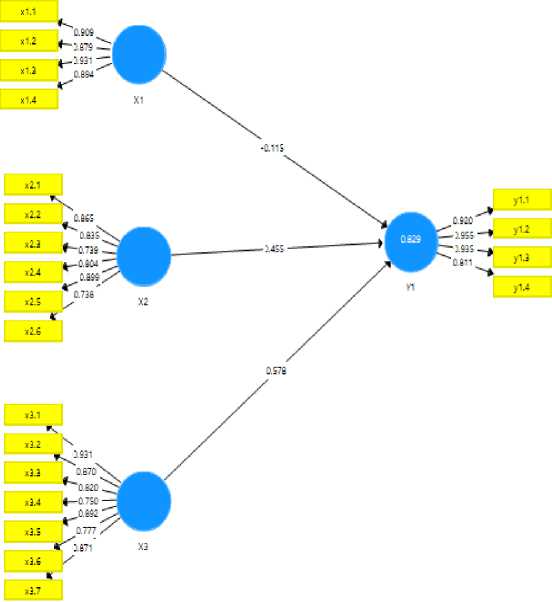 x1.1
x1.2
x1.3
x1.4
0.909
0.879
0.931
0.894
X1
-0.115
x2.1
x2.2
x2.3
x2.4
x2.5
x2.6
0.865
0.835
0.739
0.804
0.899
0.736
X2
0.455
0.829
Y1
0.920
0.955
0.935
0.811
y1.1
y1.2
y1.3
y1.4
0.578
x3.1
x3.2
x3.3
x3.4
x3.5
x3.6
x3.7
0.931
0.870
0.820
0.750
0.892
0.777
0.871
X3